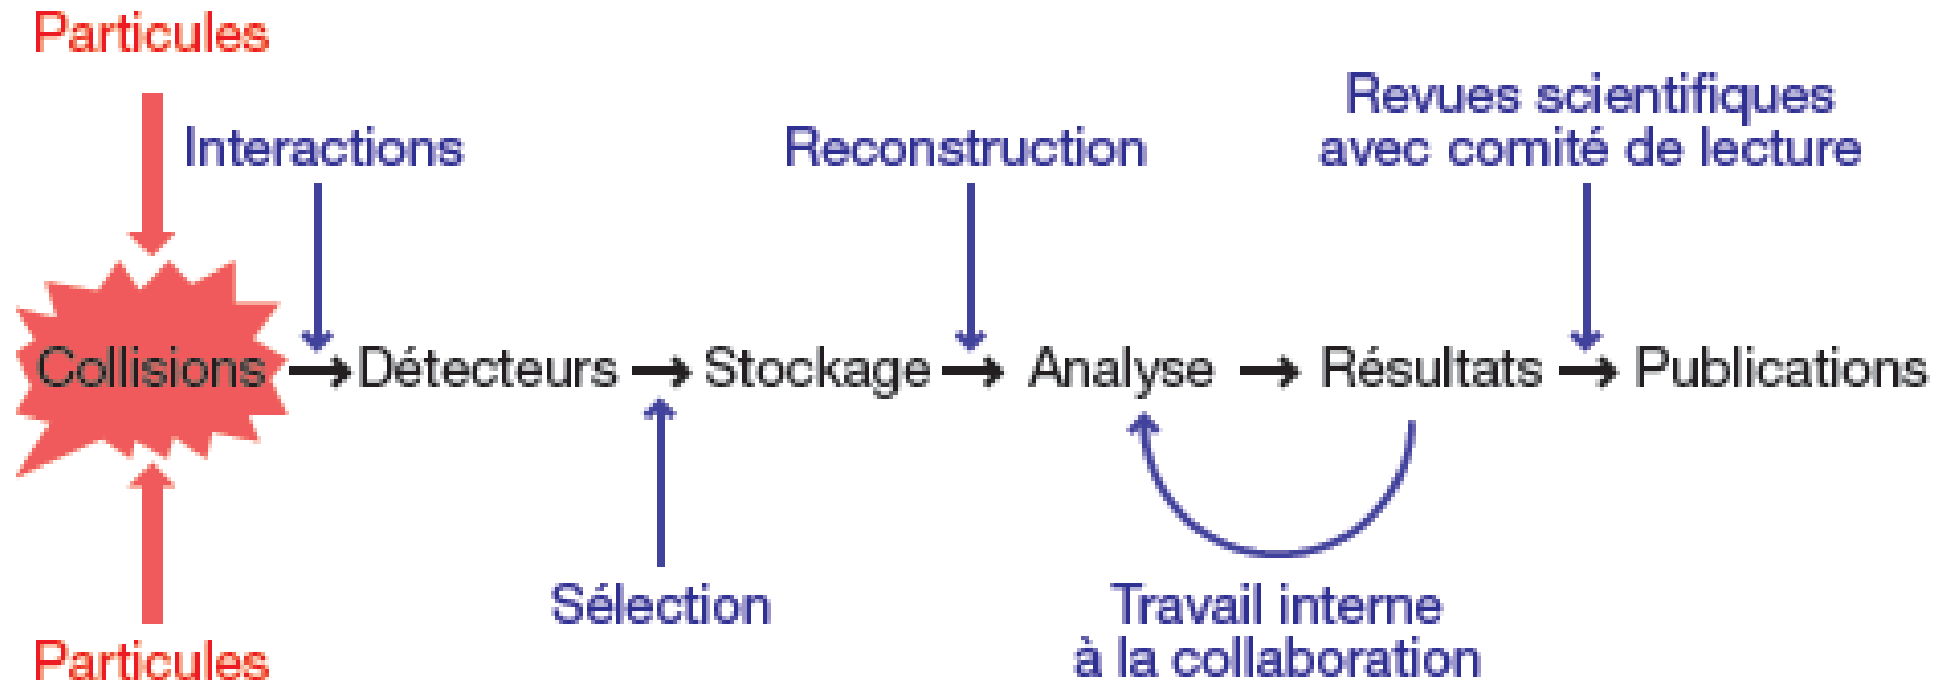 Particules
Interactions
Reconstruction
Revues scientifiques
avec comité de lecture
Collisions
Détecteurs
Stockage
Analyse
Résultats
Publications
Sélection
Travail interne
à la collaboration
Particules